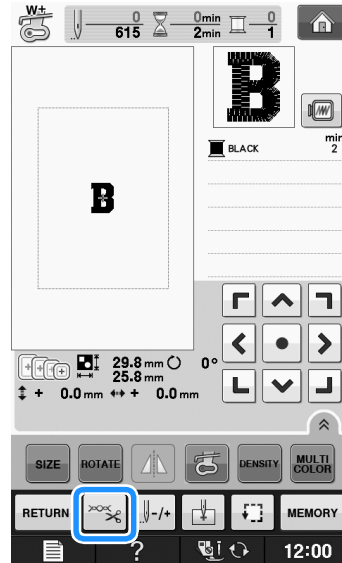 W+
0 0min 0
615 2min 1
B
min
BLACK 2
B
29.8 mm 0°
25.8 mm
+ 0.0 mm + 0.0 mm
SIZE ROTATE DENSITY MULTI
COLOR
RETURN -/+ MEMORY
? 12:00